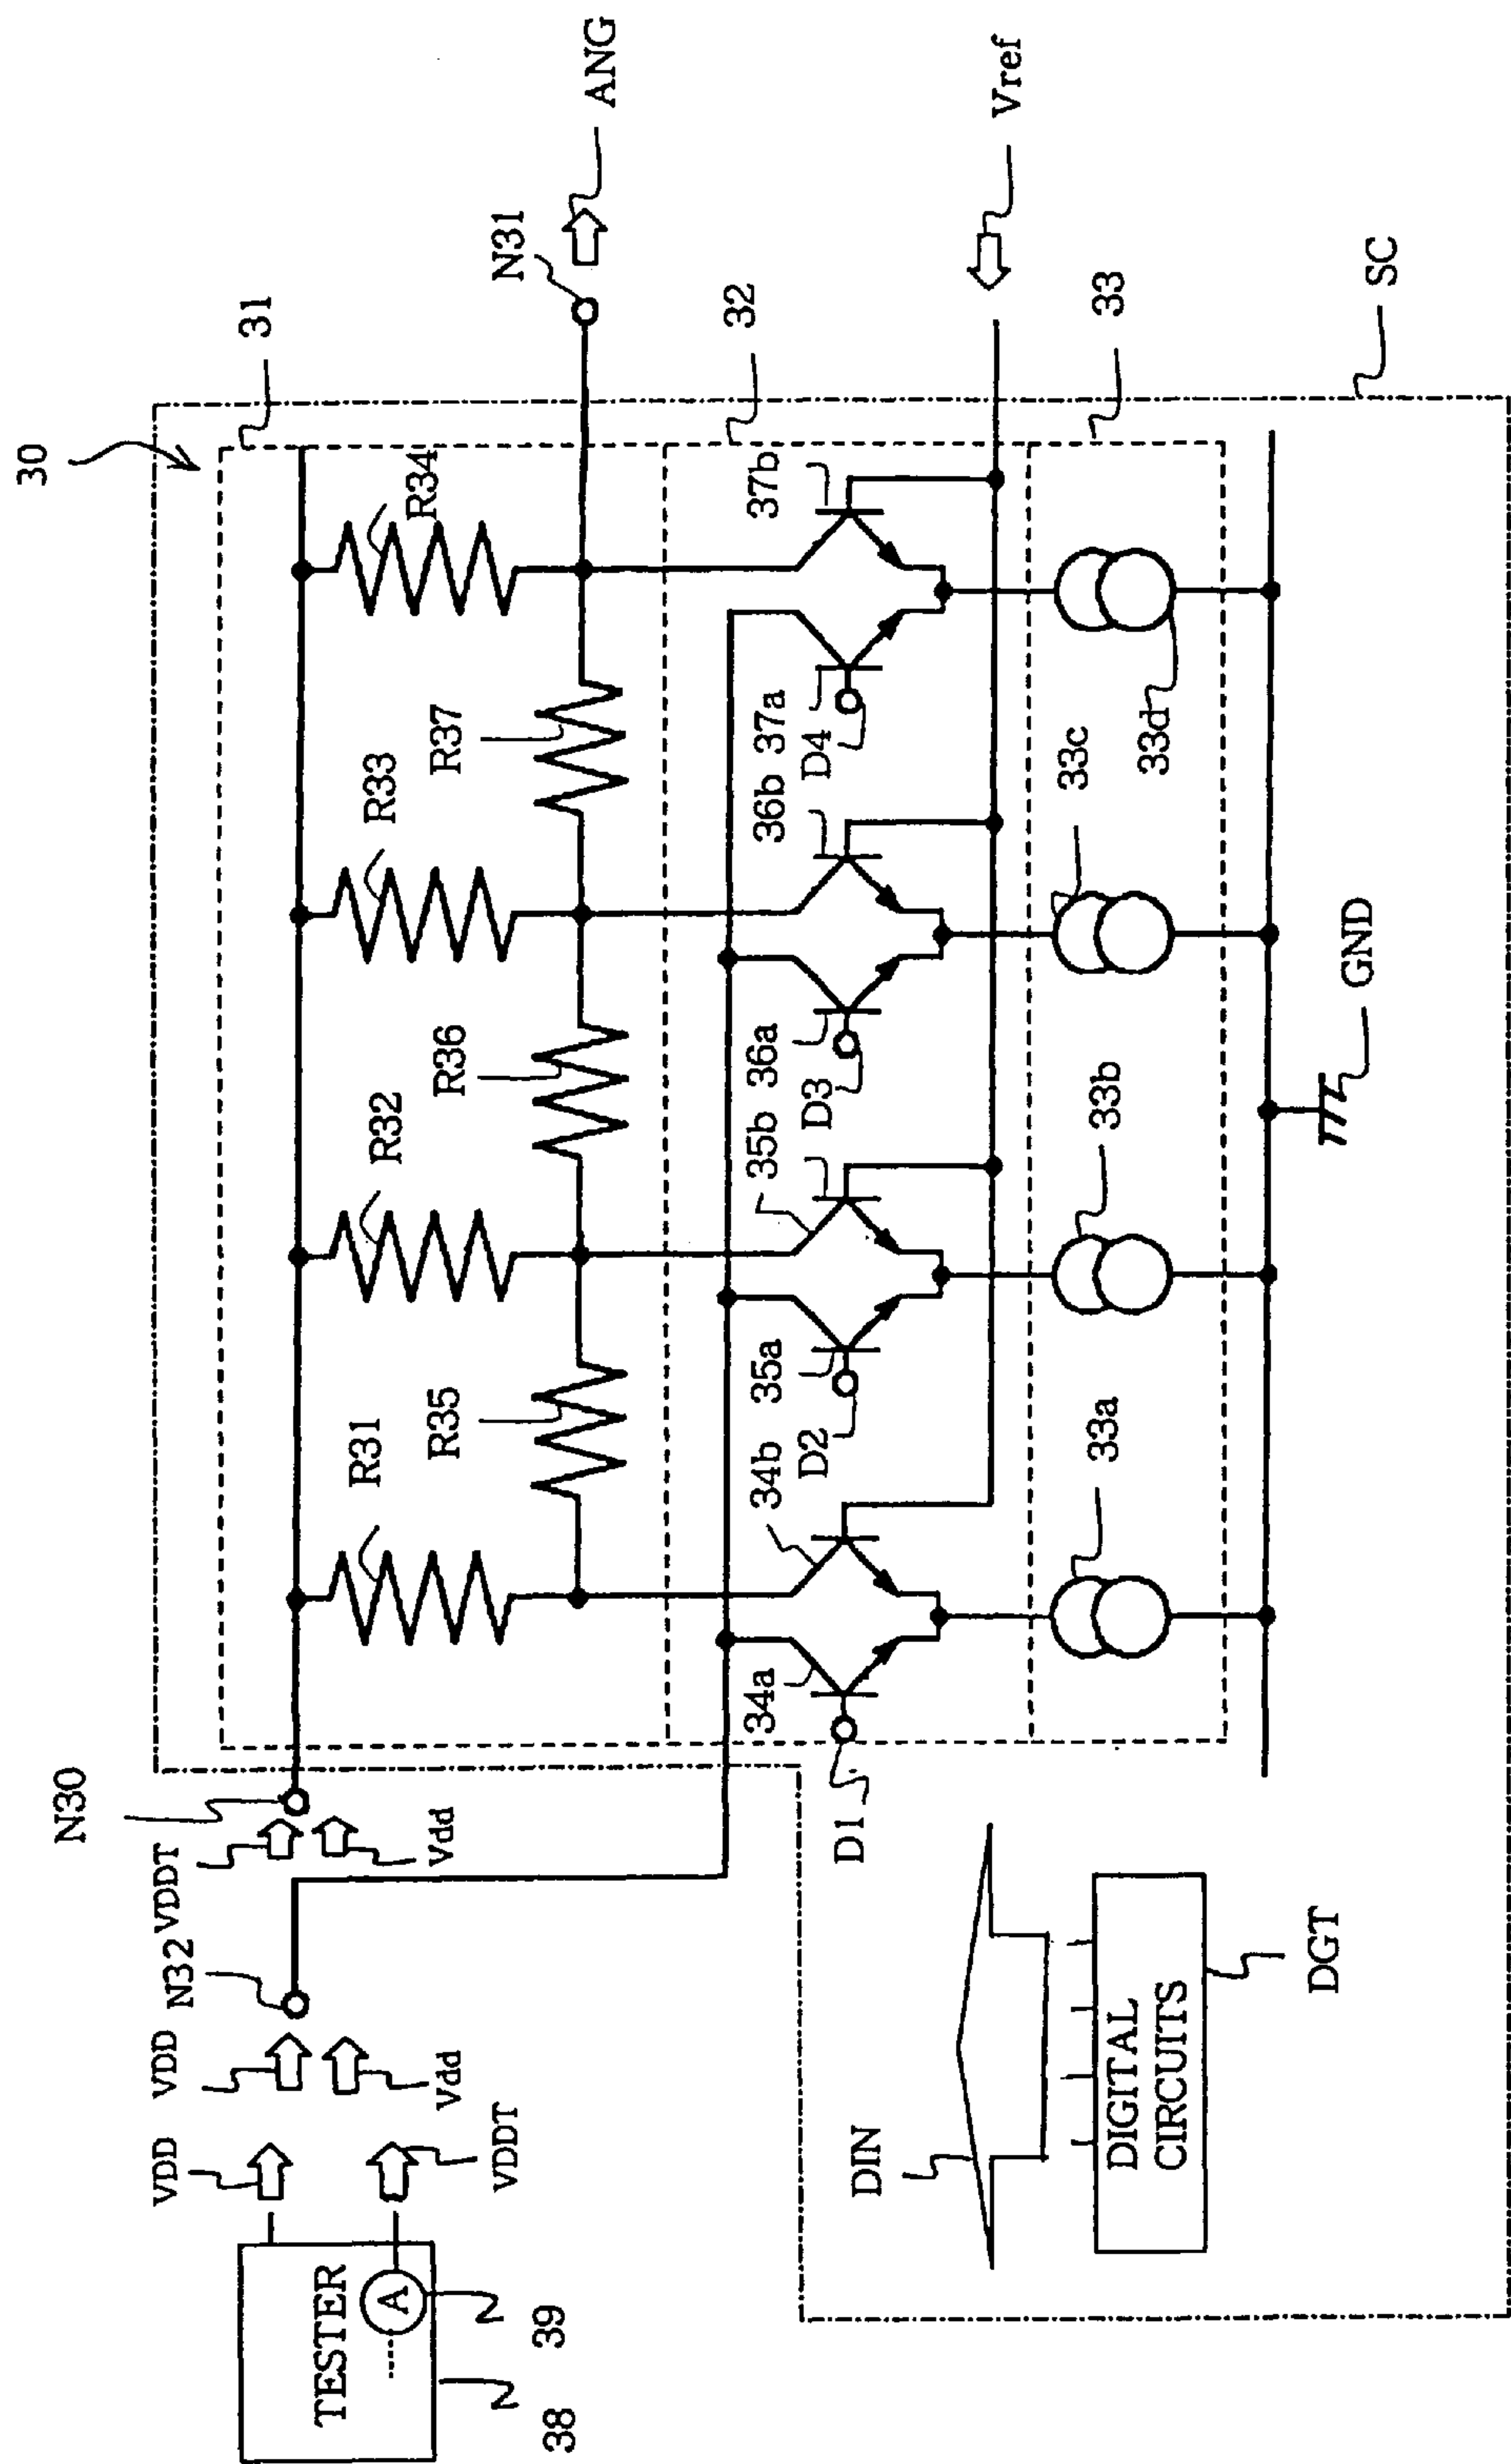 30
31
N31
ANG
R31
R32
R33
R34
R35
R36
R37
32
34a
34b
35a
35b
36a
36b
37a
37b
D1
D2
D3
D4
Vref
33
33a
33b
33c
33d
GND
SC
N30
VDDT
Vdd
N32
VDD
Vdd
VDD
VDDT
TESTER
A
39
38
DIN
DIGITAL
CIRCUITS
DGT